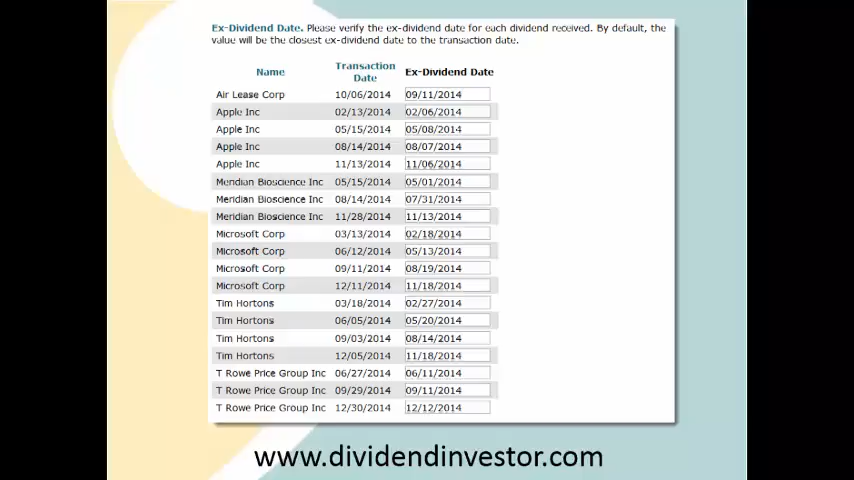 Ex-Dividend Date. Please verify the ex-dividend date for each dividend received. By default, the
value will be the closest ex-dividend date to the transaction date.
Name Transaction Date Ex-Dividend Date
Air Lease Corp 10/06/2014 09/11/2014
Apple Inc 02/13/2014 02/06/2014
Apple Inc 05/15/2014 05/08/2014
Apple Inc 08/14/2014 08/07/2014
Apple Inc 11/13/2014 11/06/2014
Meridian Bioscience Inc 05/15/2014 05/01/2014
Meridian Bioscience Inc 08/14/2014 07/31/2014
Meridian Bioscience Inc 11/28/2014 11/13/2014
Microsoft Corp 03/13/2014 02/18/2014
Microsoft Corp 06/12/2014 05/13/2014
Microsoft Corp 09/11/2014 08/19/2014
Microsoft Corp 12/11/2014 11/18/2014
Tim Hortons 03/18/2014 02/27/2014
Tim Hortons 06/05/2014 05/20/2014
Tim Hortons 09/03/2014 08/14/2014
Tim Hortons 12/05/2014 11/18/2014
T Rowe Price Group Inc 06/27/2014 06/11/2014
T Rowe Price Group Inc 09/29/2014 09/11/2014
T Rowe Price Group Inc 12/30/2014 12/12/2014
www.dividendinvestor.com